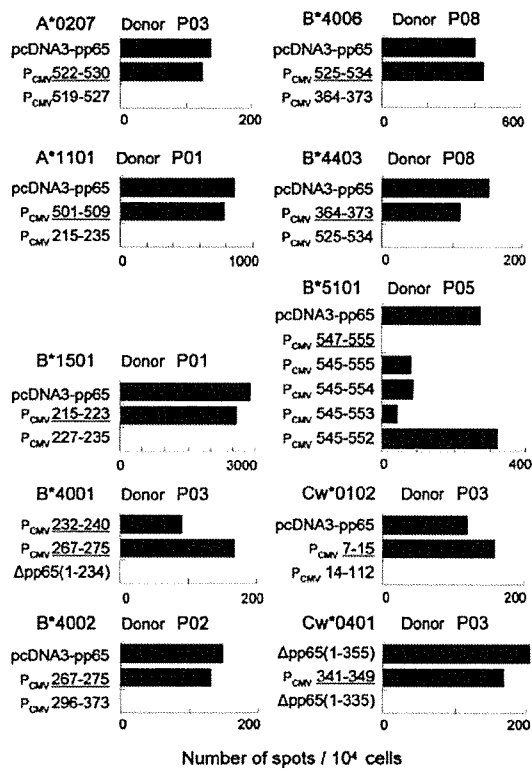 A*0207 Donor P03
pcDNA3-pp65
PCMV 522-530
PCMV 519-527
0 200
A*1101 Donor P01
pcDNA3-pp65
PCMV 501-509
PCMV 215-235
0 1000
B*1501 Donor P01
pcDNA3-pp65
PCMV 215-223
PCMV 227-235
0 3000
B*4001 Donor P03
PCMV 232-240
PCMV 267-275
Δpp65(1-234)
0 200
B*4002 Donor P02
pcDNA3-pp65
PCMV 267-275
PCMV 296-373
0 200
B*4006 Donor P08
pcDNA3-pp65
PCMV 525-534
PCMV 364-373
0 600
B*4403 Donor P08
pcDNA3-pp65
PCMV 364-373
PCMV 525-534
0 200
B*5101 Donor P05
pcDNA3-pp65
PCMV 547-555
PCMV 545-555
PCMV 545-554
PCMV 545-553
PCMV 545-552
0 400
Cw*0102 Donor P03
pcDNA3-pp65
PCMV 7-15
PCMV 14-112
0 200
Cw*0401 Donor P03
Δpp65(1-355)
PCMV 341-349
Δpp65(1-335)
0 200
Number of spots / 10⁴ cells